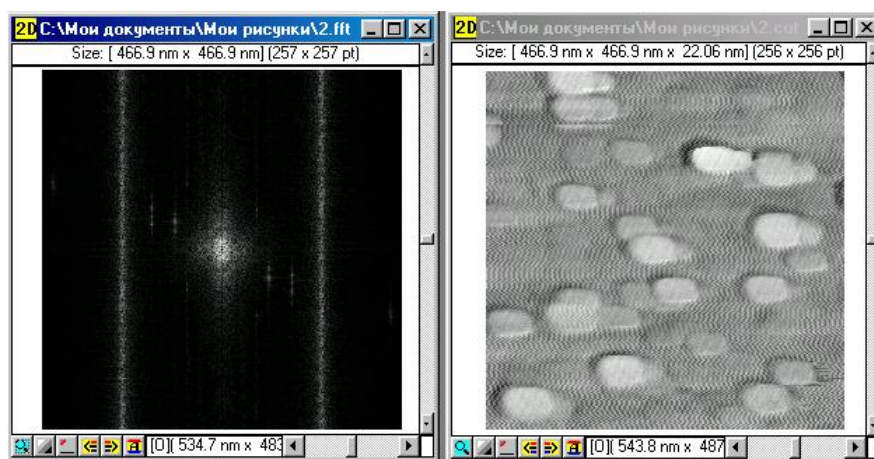 2D C:\Мои документы\Мои рисунки\2.fft
Size: [ 466.9 nm x 466.9 nm] (257 x 257 pt)
[O]( 534.7 nm x 483
2D C:\Мои документы\Мои рисунки\2.cut
Size: [ 466.9 nm x 466.9 nm x 22.06 nm] (256 x 256 pt)
[O]( 543.8 nm x 487